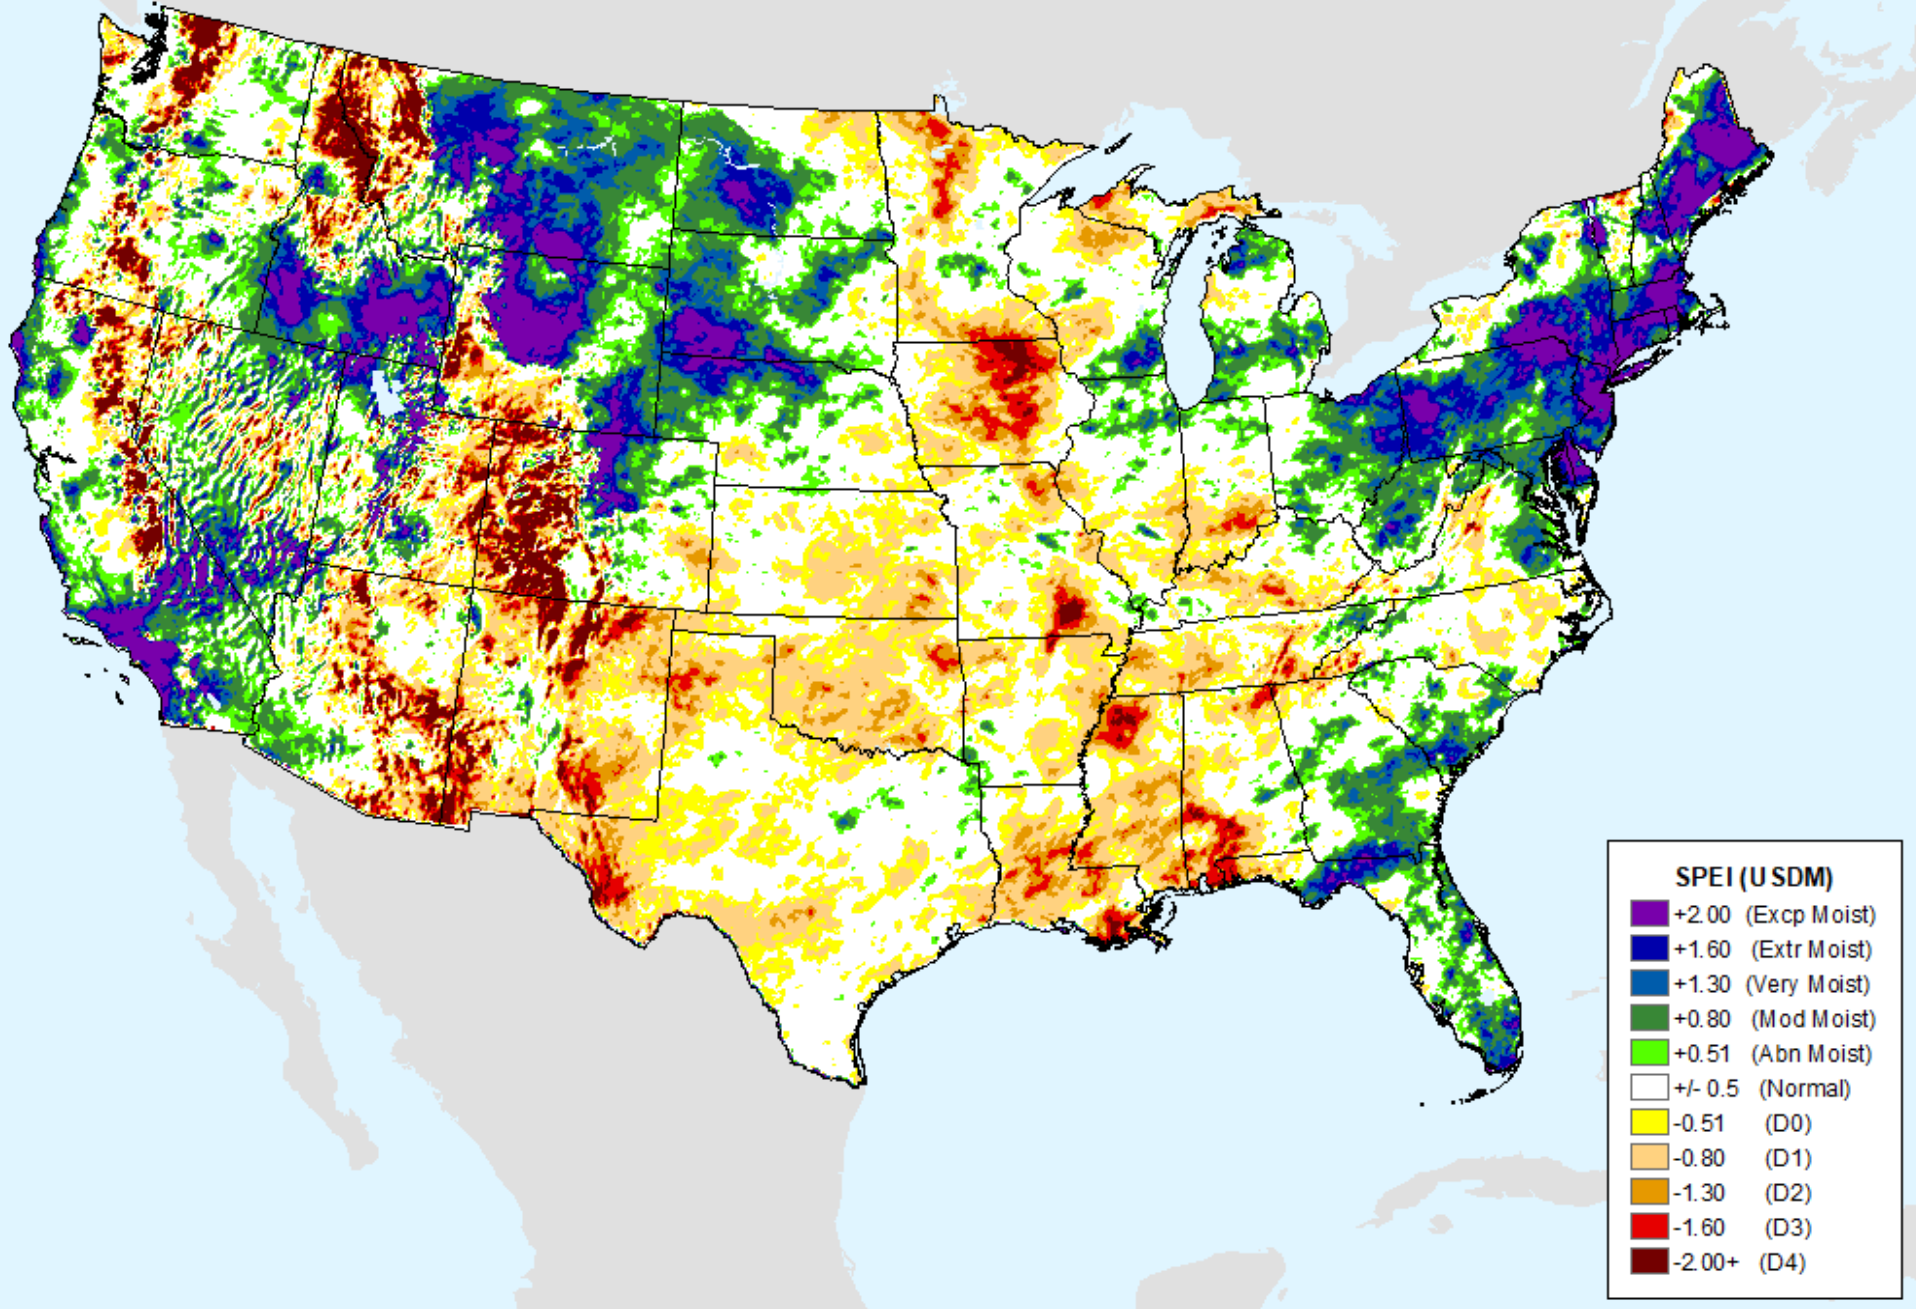 SPEI (USDM)
+2.00 (Excp Moist)
+1.60 (Extr Moist)
+1.30 (Very Moist)
+0.80 (Mod Moist)
+0.51 (Abn Moist)
+/- 0.5 (Normal)
-0.51 (D0)
-0.80 (D1)
-1.30 (D2)
-1.60 (D3)
-2.00+ (D4)